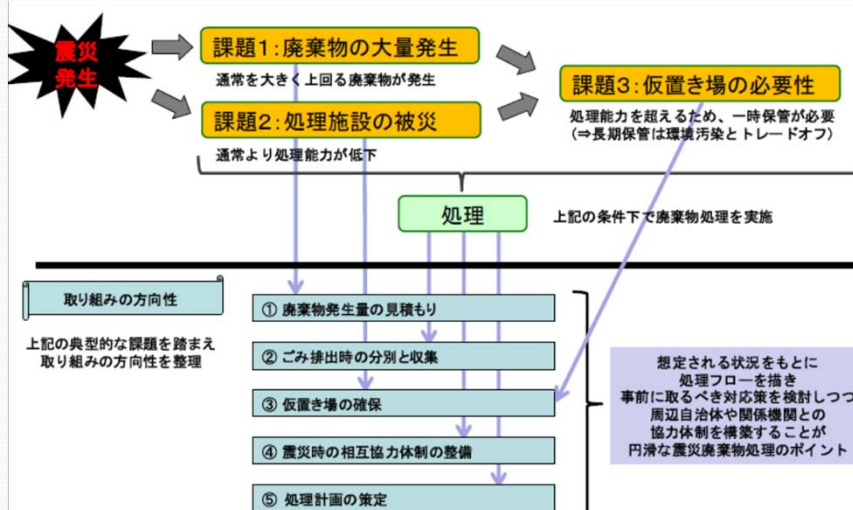 震災
発生
課題1：廃棄物の大量発生
通常を大きく上回る廃棄物が発生
課題2：処理施設の被災
通常より処理能力が低下
課題3：仮置き場の必要性
処理能力を超えるため、一時保管が必要
（⇒長期保管は環境汚染とトレードオフ）
処理
上記の条件下で廃棄物処理を実施
取り組みの方向性
上記の典型的な課題を踏まえ
取り組みの方向性を整理
① 廃棄物発生量の見積もり
② ごみ排出時の分別と収集
③ 仮置き場の確保
④ 震災時の相互協力体制の整備
⑤ 処理計画の策定
想定される状況をもとに
処理フローを描き
事前に取るべき対応策を検討しつつ
周辺自治体や関係機関との
協力体制を構築することが
円滑な震災廃棄物処理のポイント